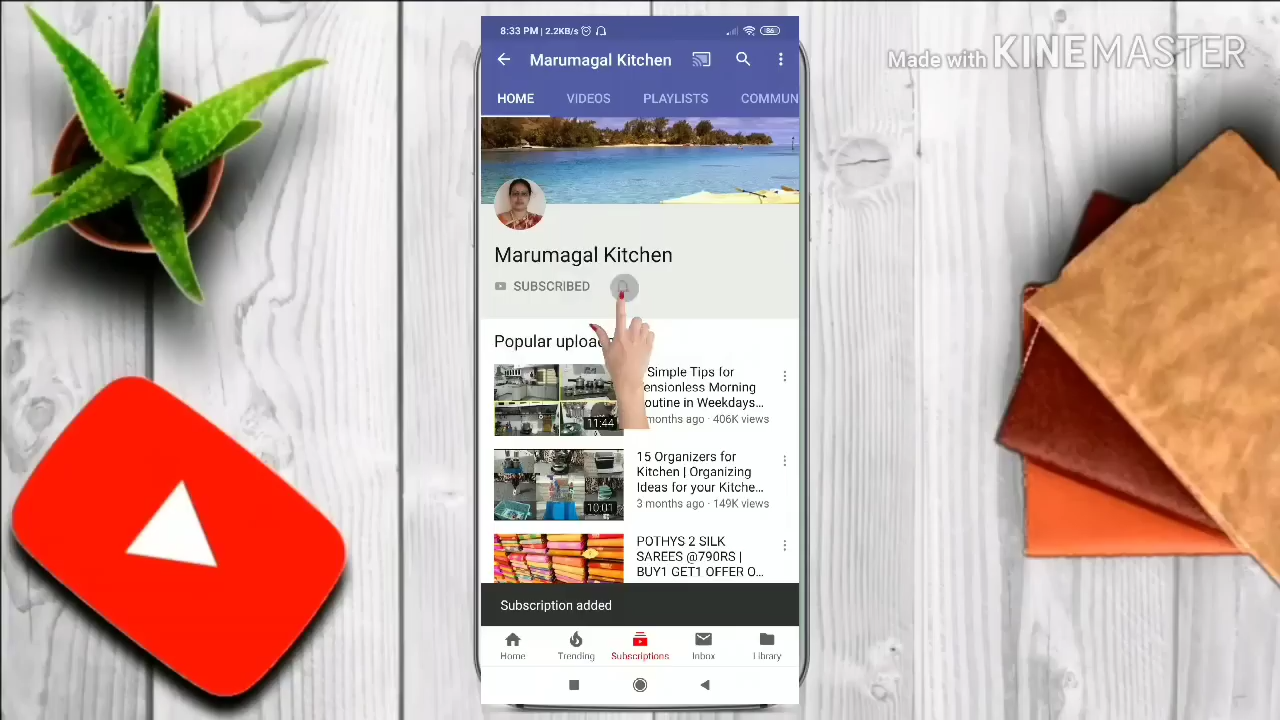 8:33 PM | 2.2KB/s
86
Made with KINEMASTER
Marumagal Kitchen
HOME VIDEOS PLAYLISTS COMMUN
Marumagal Kitchen
SUBSCRIBED
Popular uploa
Simple Tips for
ensionless Morning
outine in Weekdays...
months ago · 406K views
11:44
15 Organizers for
Kitchen | Organizing
Ideas for your Kitche...
3 months ago · 149K views
10:01
POTHYS 2 SILK
SAREES @790RS |
BUY1 GET1 OFFER O...
Subscription added
Home Trending Subscriptions Inbox Library